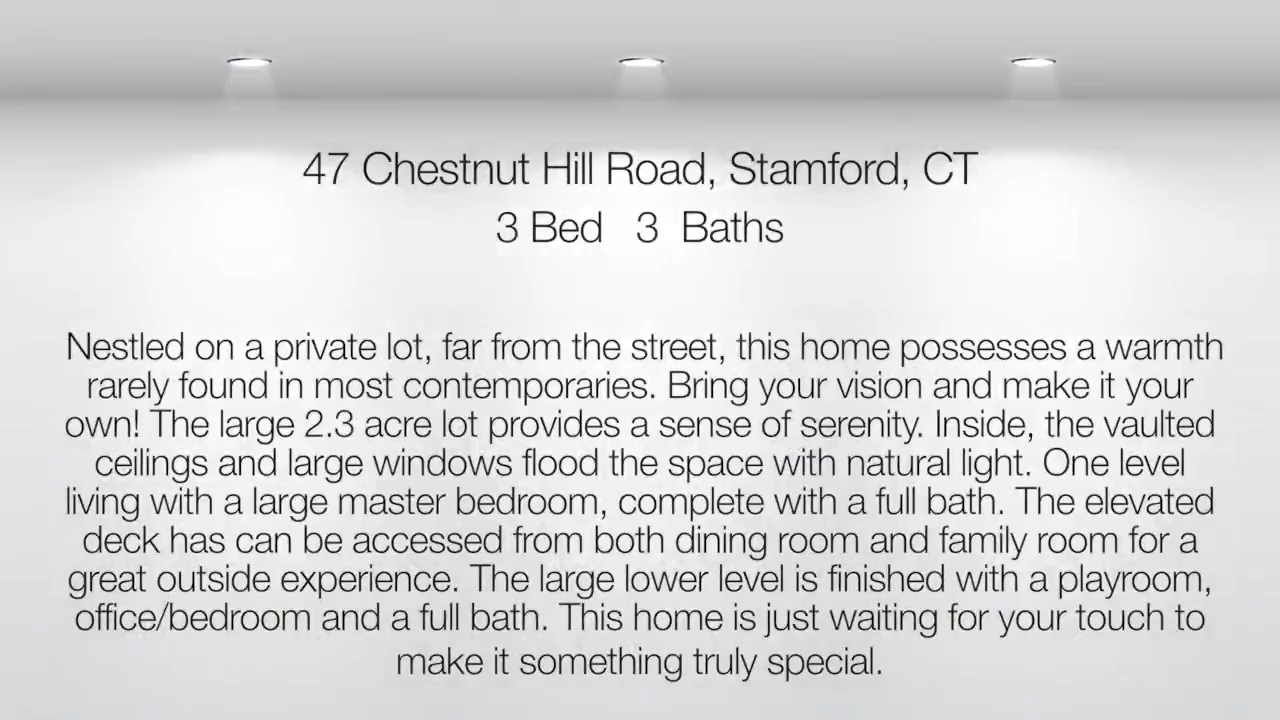 47 Chestnut Hill Road, Stamford, CT
3 Bed 3 Baths
Nestled on a private lot, far from the street, this home possesses a warmth
rarely found in most contemporaries. Bring your vision and make it your
own! The large 2.3 acre lot provides a sense of serenity. Inside, the vaulted
ceilings and large windows flood the space with natural light. One level
living with a large master bedroom, complete with a full bath. The elevated
deck has can be accessed from both dining room and family room for a
great outside experience. The large lower level is finished with a playroom,
office/bedroom and a full bath. This home is just waiting for your touch to
make it something truly special.